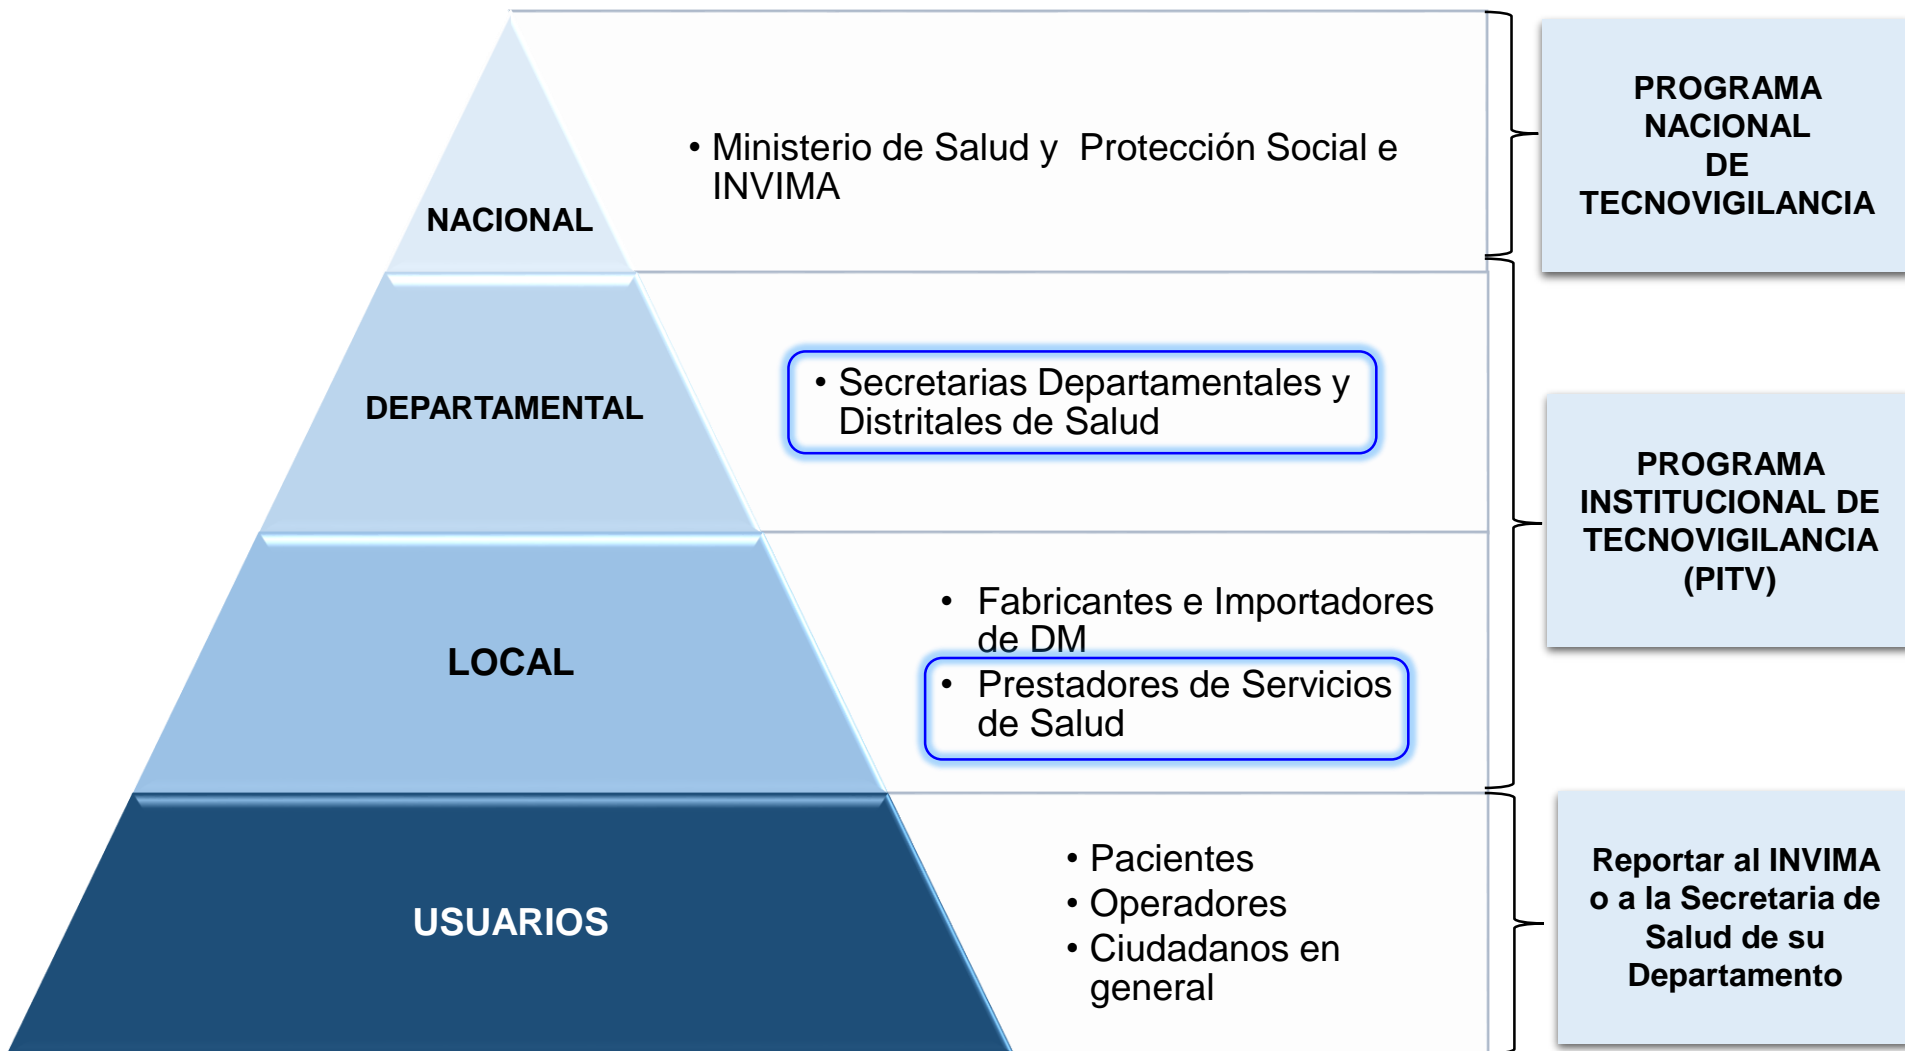 NACIONAL
• Ministerio de Salud y  Protección Social e
INVIMA
PROGRAMA
NACIONAL
DE
TECNOVIGILANCIA
DEPARTAMENTAL
• Secretarias Departamentales y
Distritales de Salud
LOCAL
• Fabricantes e Importadores
de DM
• Prestadores de Servicios
de Salud
PROGRAMA
INSTITUCIONAL DE
TECNOVIGILANCIA
(PITV)
USUARIOS
• Pacientes
• Operadores
• Ciudadanos en
general
Reportar al INVIMA
o a la Secretaria de
Salud de su
Departamento